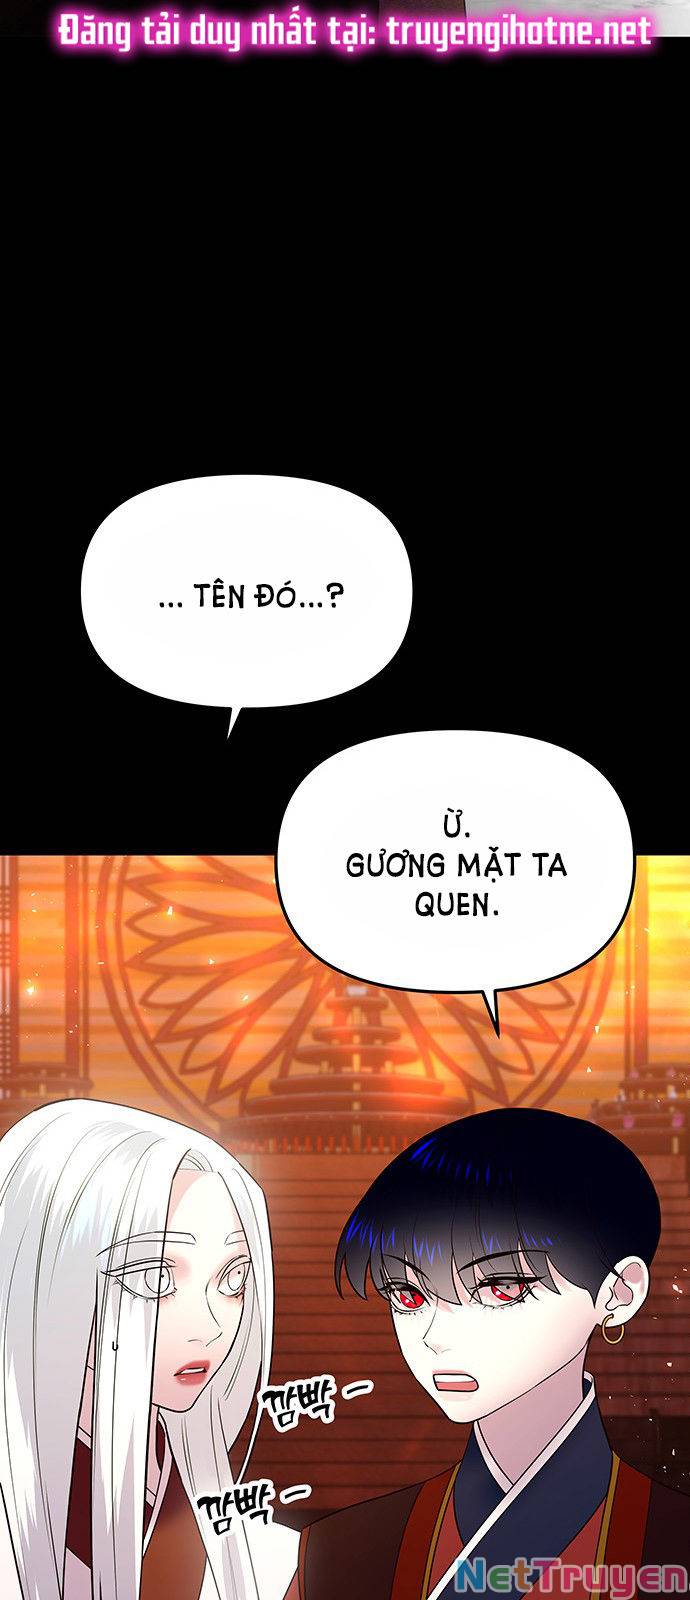 Đăng tải duy nhất tại: truyengihotne.net
... TÊN ĐÓ...?
Ừ.
GƯƠNG MẶT TA
QUEN.
깜빡 -
깜빡 -
NetTruyen